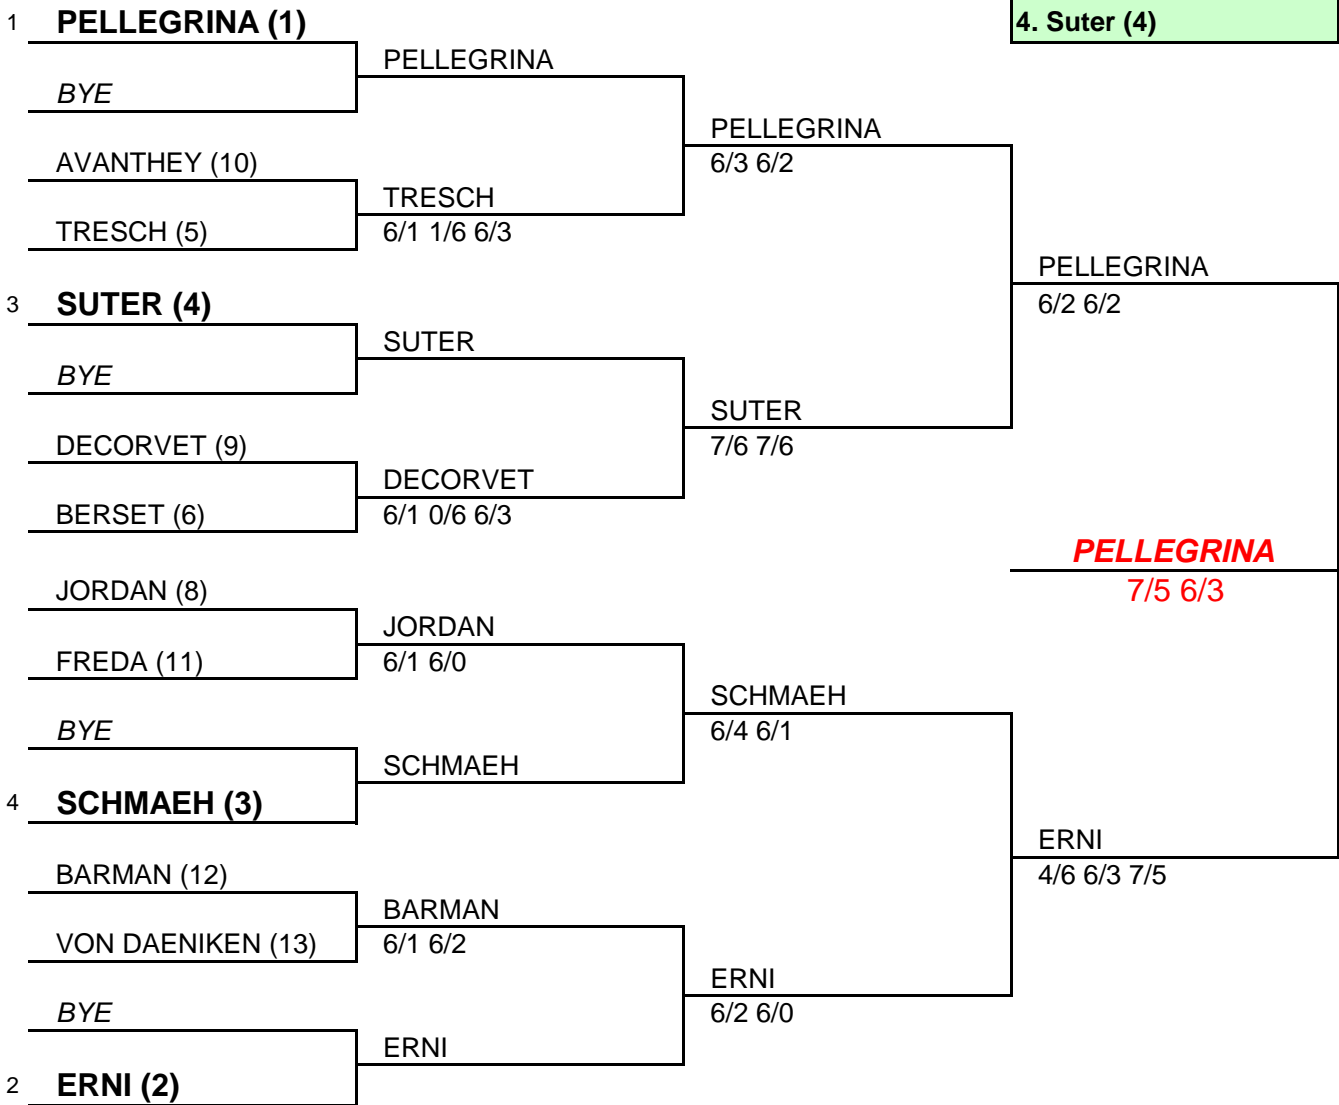 1 PELLEGRINA (1)
4. Suter (4)
PELLEGRINA
BYE
PELLEGRINA
6/3 6/2
AVANTHEY (10)
TRESCH
6/1 1/6 6/3
TRESCH (5)
PELLEGRINA
6/2 6/2
3 SUTER (4)
SUTER
BYE
SUTER
7/6 7/6
DECORVET (9)
DECORVET
6/1 0/6 6/3
BERSET (6)
PELLEGRINA
7/5 6/3
JORDAN (8)
JORDAN
6/1 6/0
FREDA (11)
SCHMAEH
6/4 6/1
BYE
SCHMAEH
4 SCHMAEH (3)
ERNI
4/6 6/3 7/5
BARMAN (12)
BARMAN
6/1 6/2
VON DAENIKEN (13)
ERNI
6/2 6/0
BYE
ERNI
2 ERNI (2)